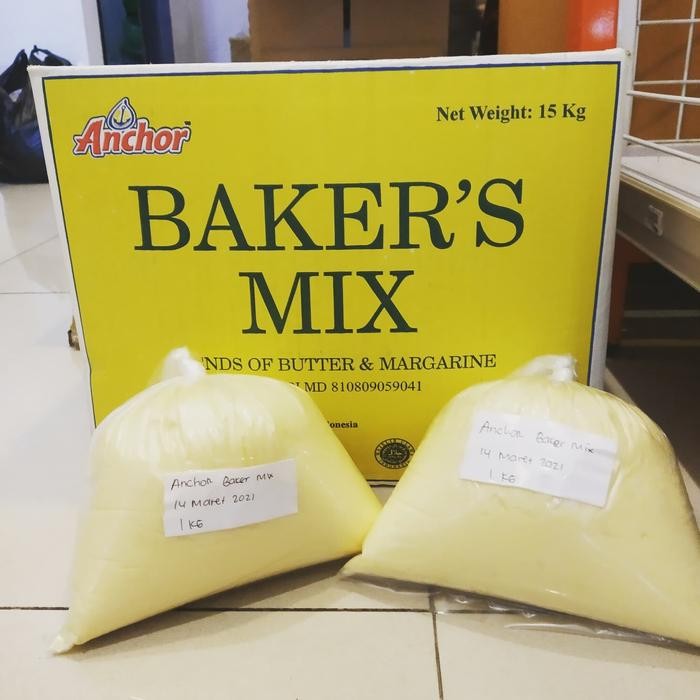 Anchor
Net Weight: 15 Kg
BAKER'S
MIX
NDS OF BUTTER & MARGARINE
MD 810809059041
onesia
Anchor Baker Mix
14 Maret 2021
1 KG
Anchor Baker Mix
14 Maret 2021
1 KG